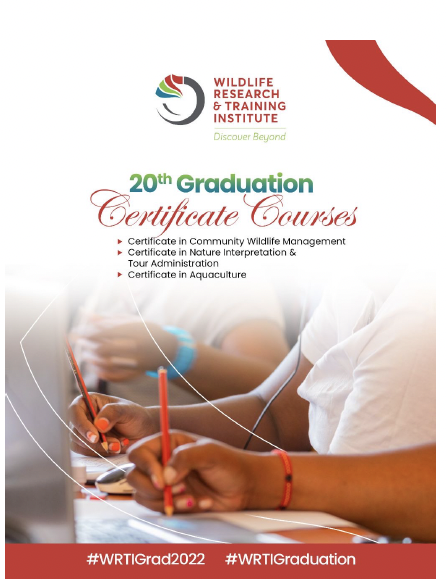 WILDLIFE
RESEARCH
& TRAINING
INSTITUTE
Discover Beyond
20th Graduation
Certificate Courses
Certificate in Community Wildlife Management
Certificate in Nature Interpretation &
Tour Administration
Certificate in Aquaculture
#WRTIGrad2022 #WRTIGraduation